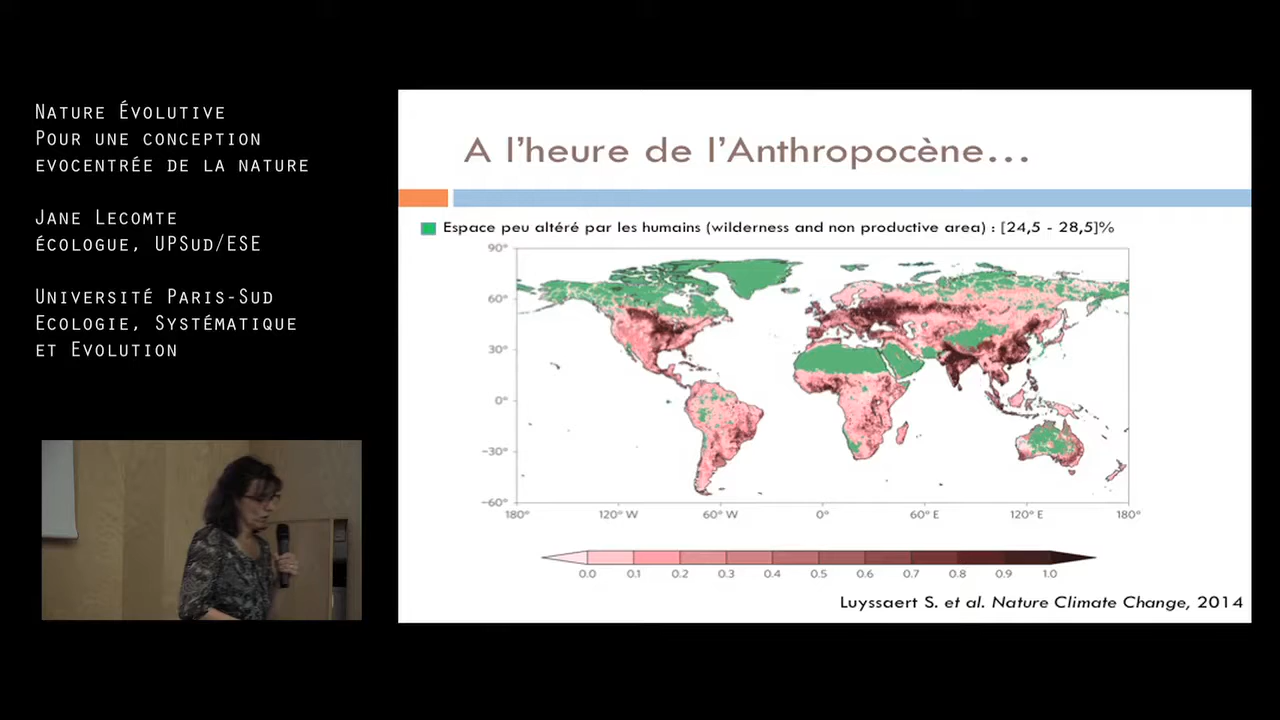 Nature Évolutive
Pour une conception
evocentrée de la nature
Jane Lecomte
écologue, UPSud/ESE
Université Paris-Sud
Ecologie, Systématique
et Evolution
A l'heure de l'Anthropocène...
Espace peu altéré par les humains (wilderness and non productive area) : [24,5 - 28,5]%
90°
60°
30°
0°
−30°
−60°
180° 120° W 60° W 0° 60° E 120° E 180°
0.0 0.1 0.2 0.3 0.4 0.5 0.6 0.7 0.8 0.9 1.0
Luyssaert S. et al. Nature Climate Change, 2014